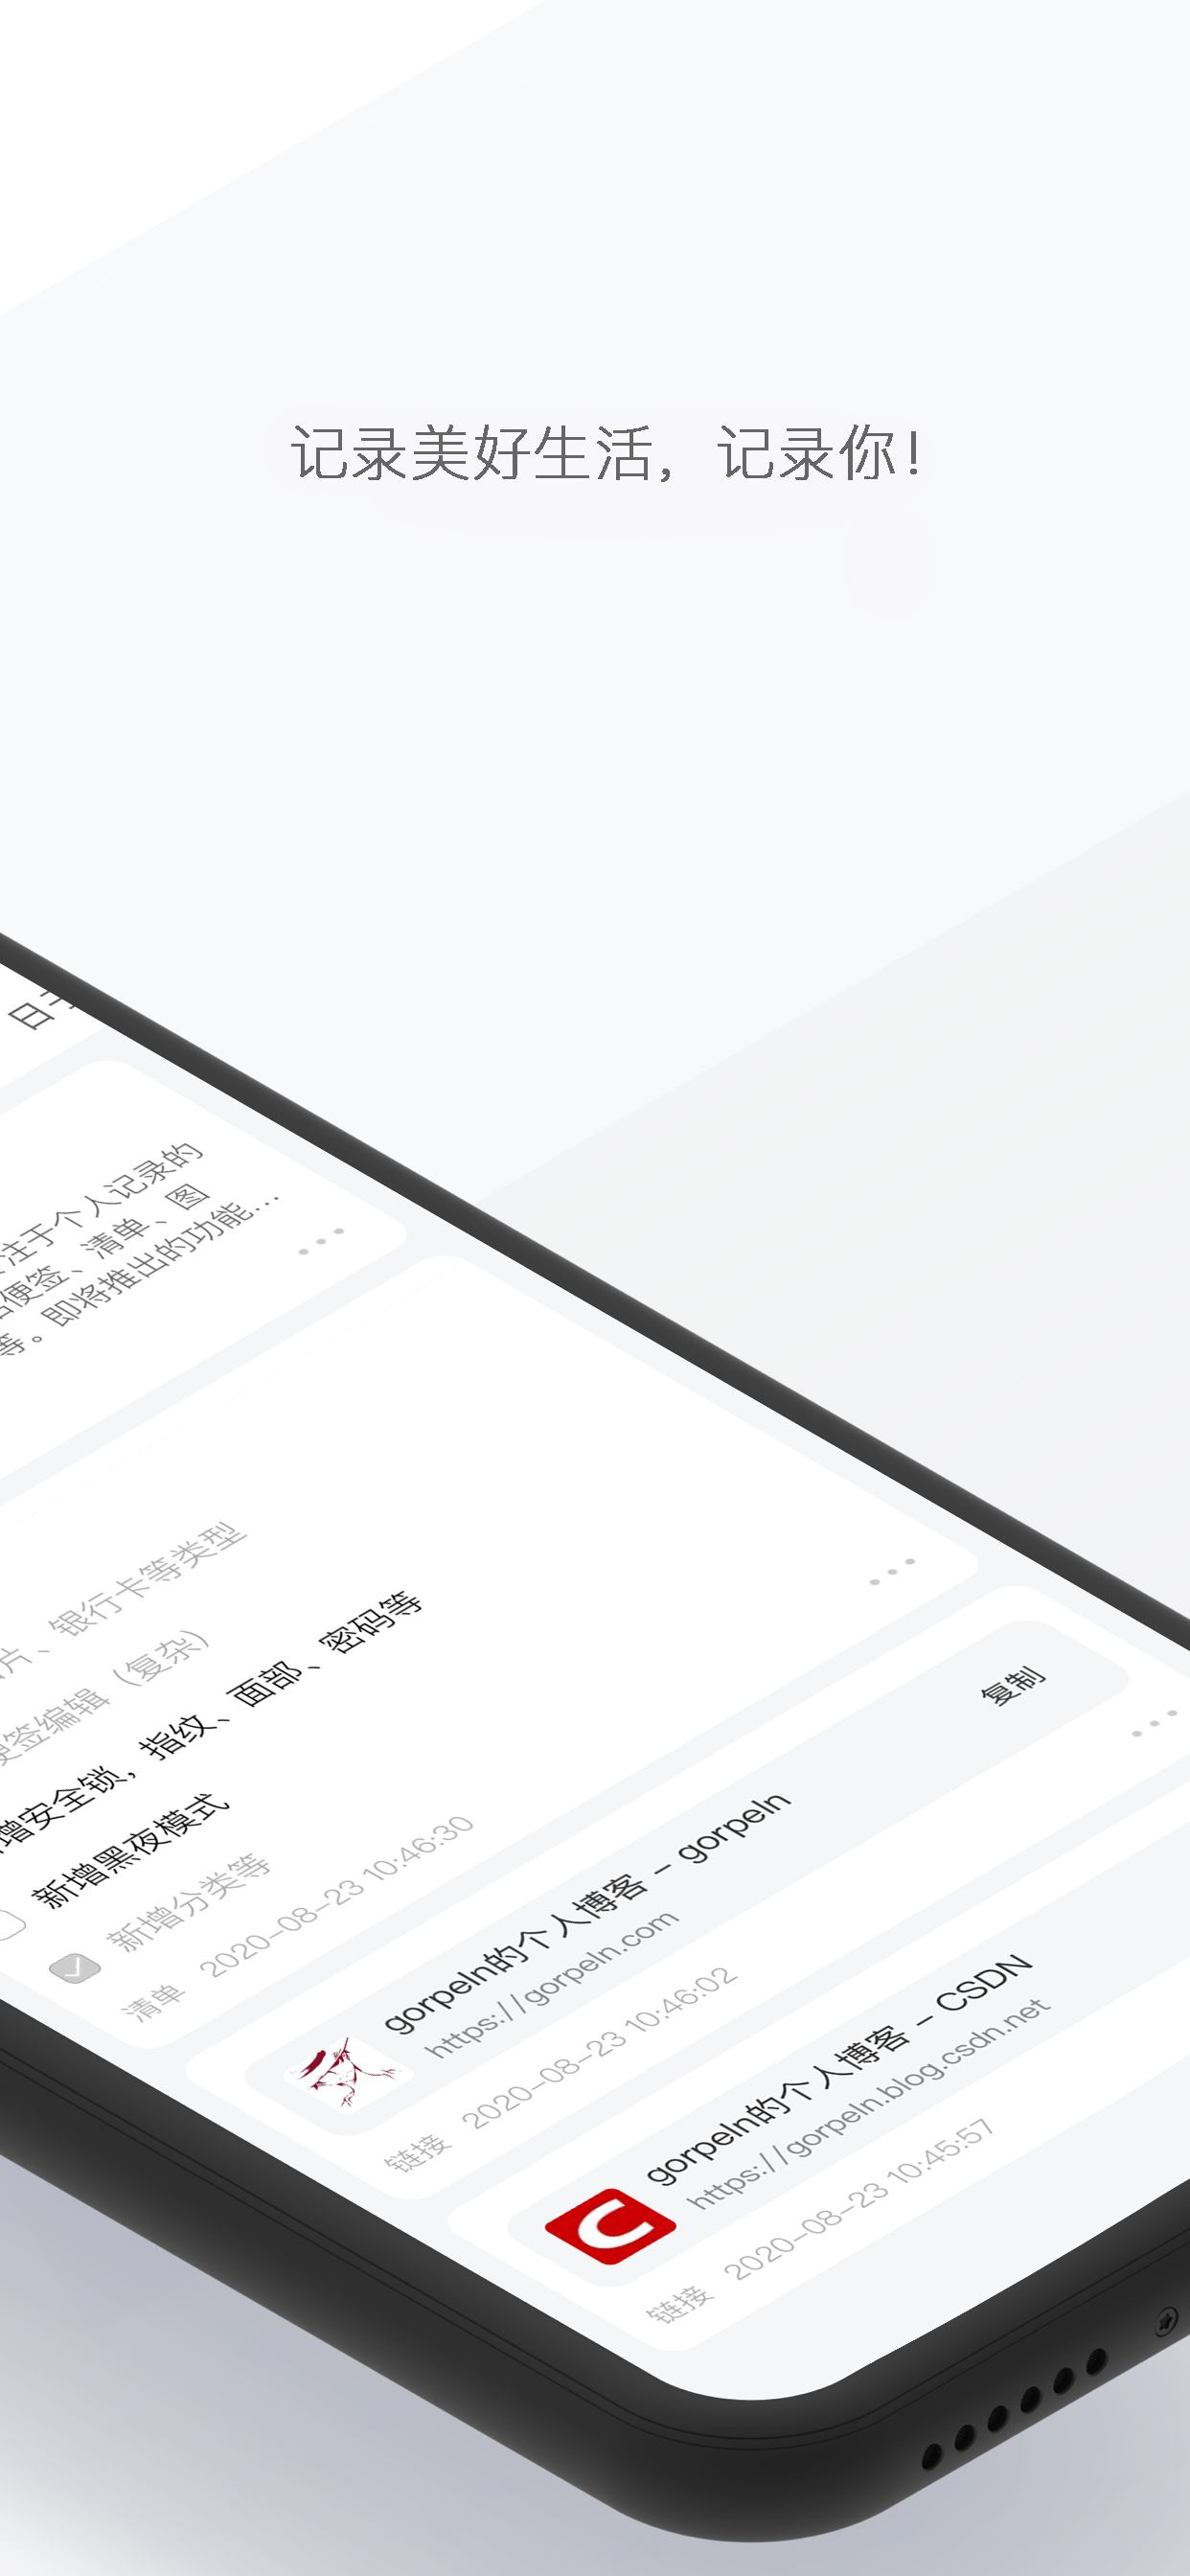 记录美好生活，记录你！
日子
注于个人记录的
便签、清单、图
等。即将推出的功能...
片、银行卡等类型
便签编辑（复杂）
增安全锁，指纹、面部、密码等
新增黑夜模式
新增分类等
清单 2020-08-23 10:46:30
gorpeln的个人博客 - gorpeln
https://gorpeln.com
复制
链接 2020-08-23 10:46:02
gorpeln的个人博客 - CSDN
https://gorpeln.blog.csdn.net
链接 2020-08-23 10:45:57